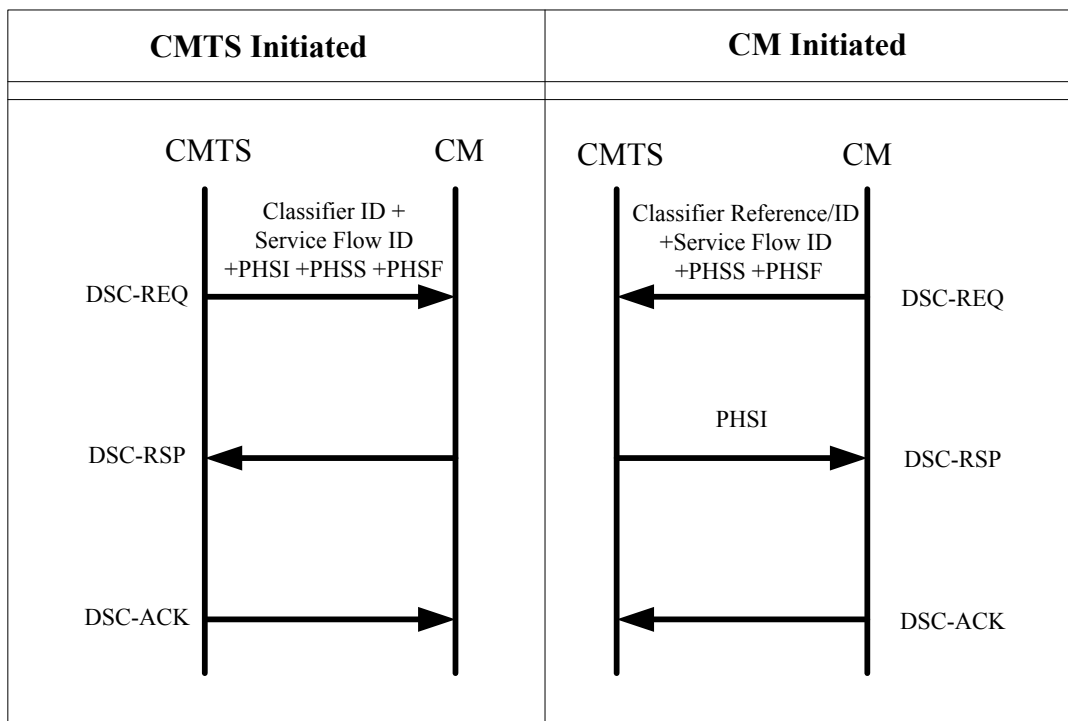 CMTS Initiated
CM Initiated
CMTS
CM
Classifier ID +
Service Flow ID
+PHSI +PHSS +PHSF
DSC-REQ
DSC-RSP
DSC-ACK
CMTS
CM
Classifier Reference/ID
+Service Flow ID
+PHSS +PHSF
DSC-REQ
PHSI
DSC-RSP
DSC-ACK